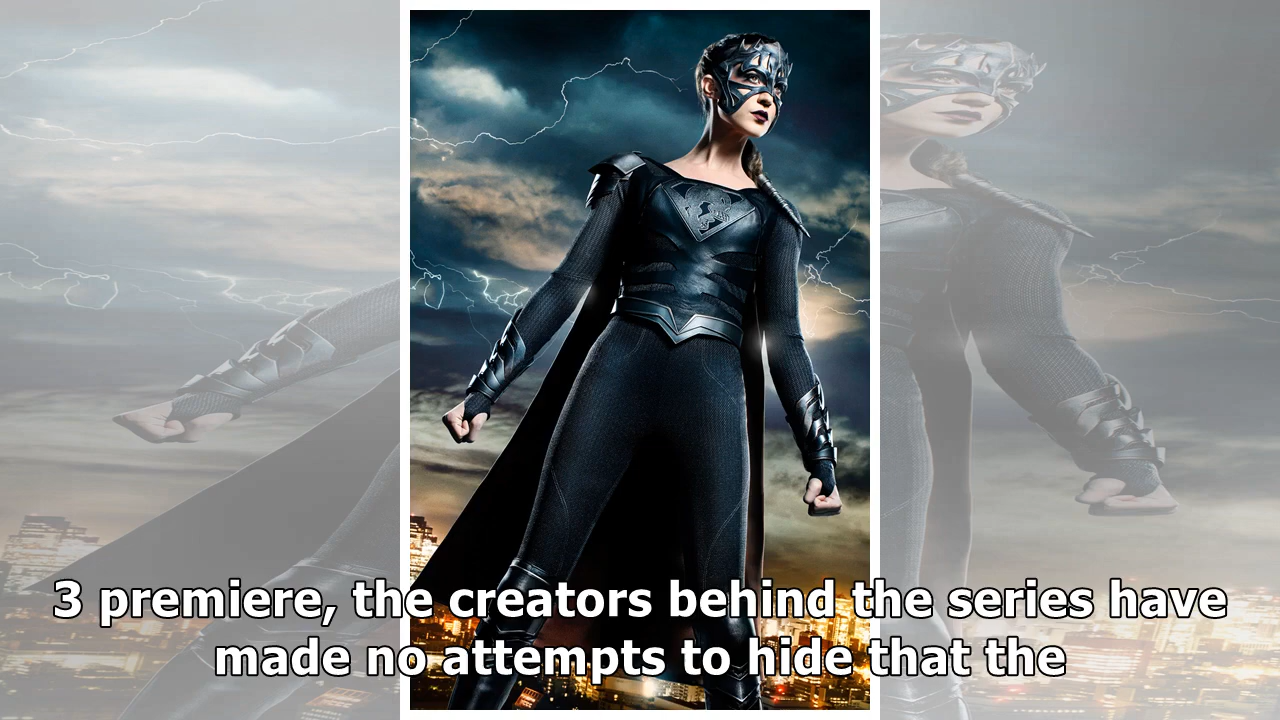 3 premiere, the creators behind the series have
made no attempts to hide that the